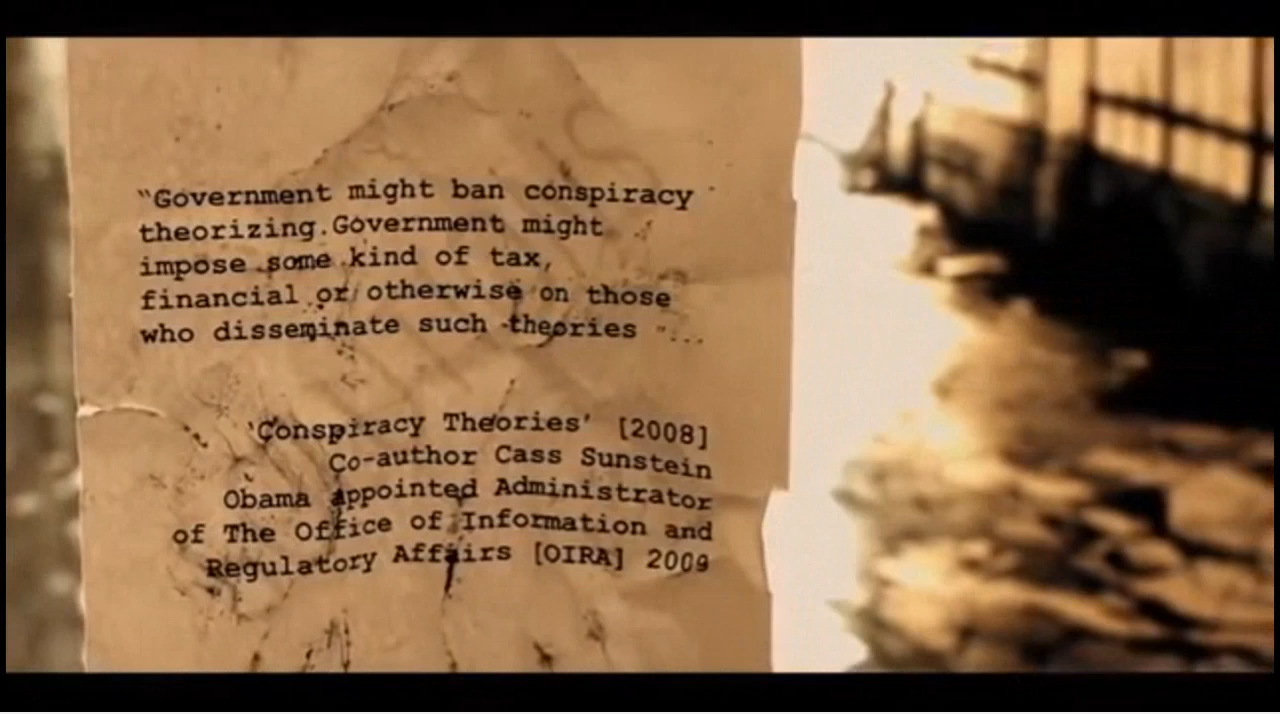 "Government might ban conspiracy
theorizing.Government might
impose some kind of tax,
financial or otherwise on those
who disseminate such theories "...
'Conspiracy Theories' [2008]
Co-author Cass Sunstein
Obama appointed Administrator
of The Office of Information and
Regulatory Affairs [OIRA] 2009